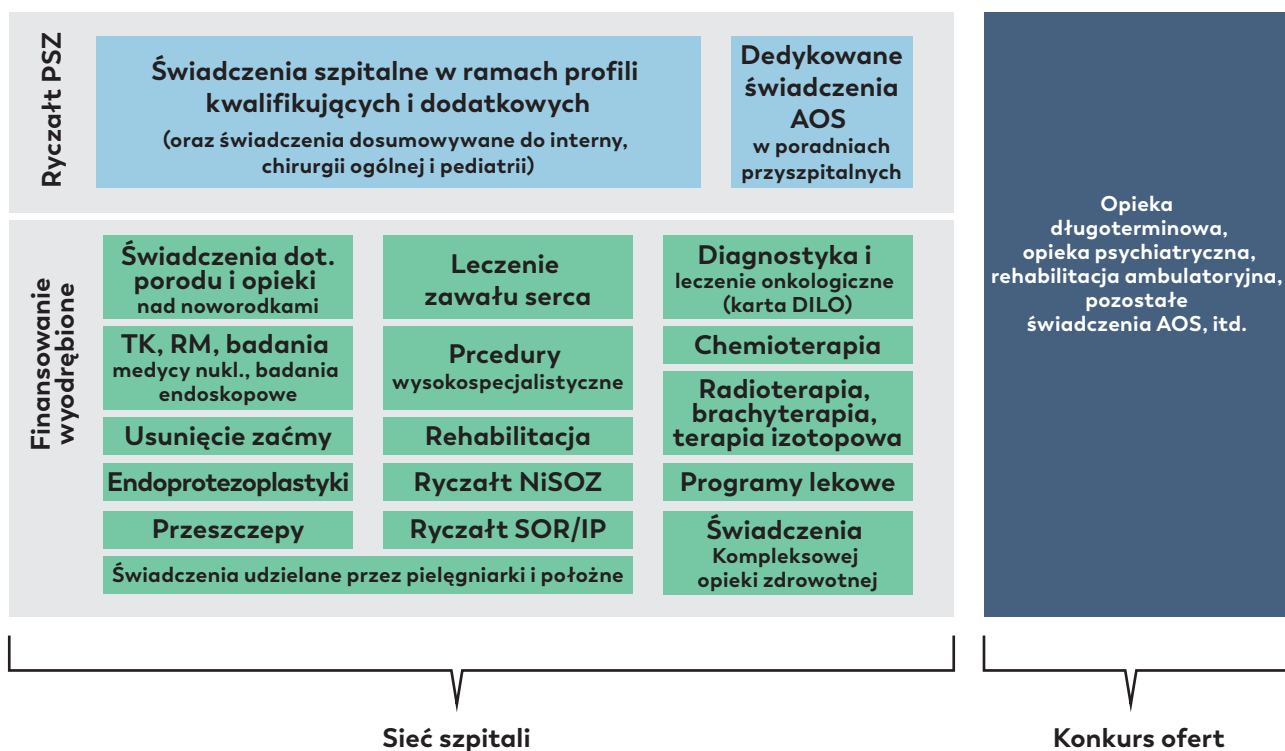 Ryczałt PSZ
Świadczenia szpitalne w ramach profili
kwalifikujących i dodatkowych
(oraz świadczenia dosumowywane do interny,
chirurgii ogólnej i pediatrii)
Dedykowane
świadczenia
AOS
w poradniach
przyszpitalnych
Finansowanie
wyodrębnione
Świadczenia dot.
porodu i opieki
nad noworodkami
TK, RM, badania
medycy nukl., badania
endoskopowe
Usunięcie zaćmy
Endoprotezoplastyki
Przeszczepy
Świadczenia udzielane przez pielęgniarki i położne
Leczenie
zawału serca
Prcedury
wysokospecjalistyczne
Rehabilitacja
Ryczałt NiSOZ
Ryczałt SOR/IP
Diagnostyka i
leczenie onkologiczne
(karta DILO)
Chemioterapia
Radioterapia,
brachyterapia,
terapia izotopowa
Programy lekowe
Świadczenia
Kompleksowej
opieki zdrowotnej
Opieka
długoterminowa,
opieka psychiatryczna,
rehabilitacja ambulatoryjna,
pozostałe
świadczenia AOS, itd.
Sieć szpitali
Konkurs ofert